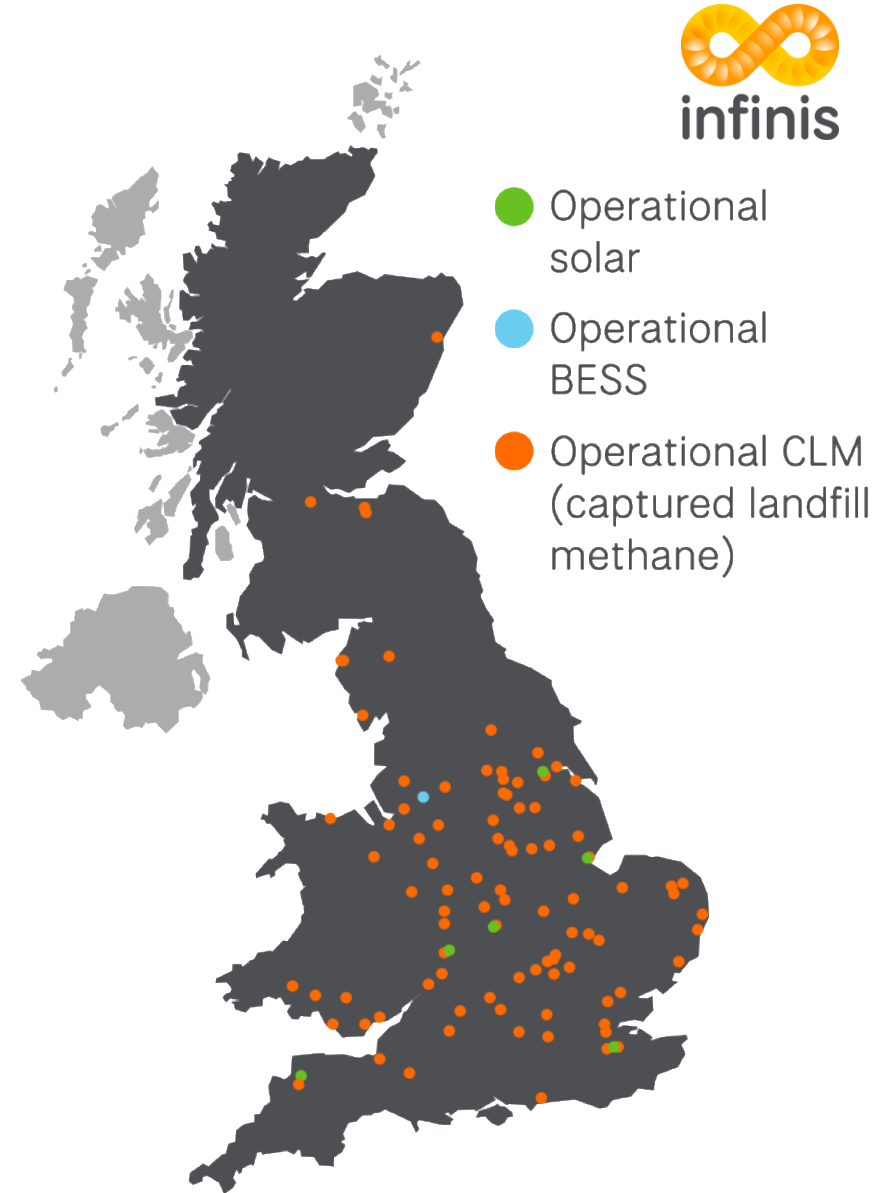 infinis
Operational
solar
Operational
BESS
Operational CLM
(captured landfill
methane)